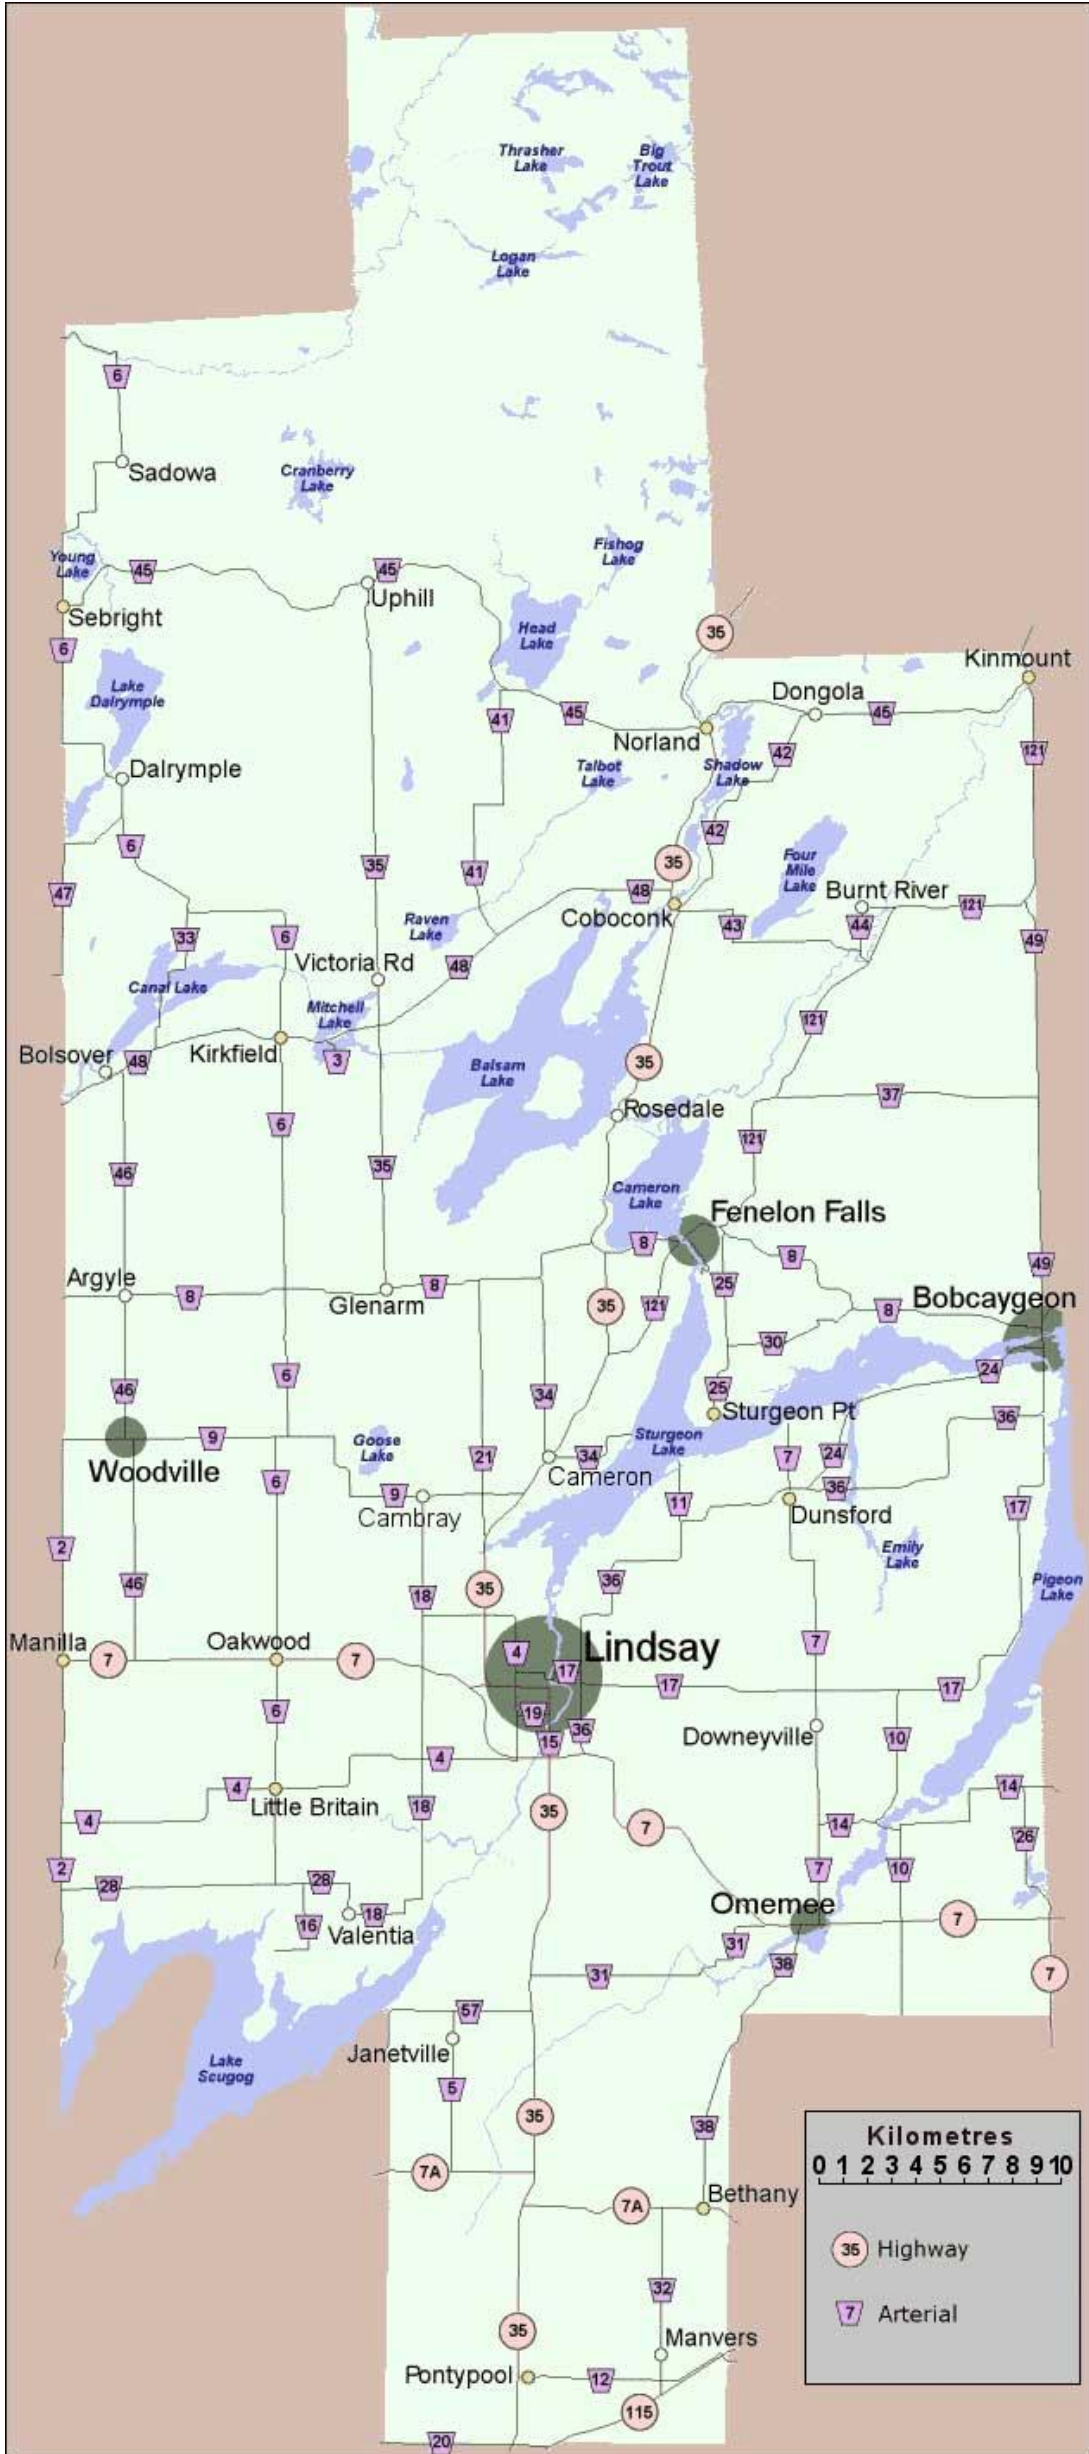 Thrasher
Lake
Big
Trout
Lake
Logan
Lake
6
Sadowa
Cranberry
Lake
Young
Lake
45
45
Uphill
Fishog
Lake
Sebright
6
Head
Lake
35
Kinmount
Lake
Dalrymple
41
45
Dongola
45
Norland
42
121
Dalrymple
Talbot
Lake
Shadow
Lake
6
42
35
41
35
Four
Mile
Lake
47
48
Burnt River
121
Coboconk
43
44
33
6
Raven
Lake
49
Victoria Rd
48
Canal Lake
Mitchell
Lake
121
Bolsover
48
Kirkfield
3
Balsam
Lake
35
37
6
Rosedale
121
46
35
Cameron
Lake
Fenelon Falls
8
8
49
Argyle
8
Glenarm
8
25
35
121
8
Bobcaygeon
30
24
6
46
34
25
Sturgeon Pt
36
9
Goose
Lake
21
34
Sturgeon
Lake
7
24
Woodville
6
Cameron
36
9
Cambray
11
Dunsford
17
2
Emily
Lake
46
18
35
36
Pigeon
Lake
Manilla
7
Oakwood
7
4
Lindsay
7
17
17
17
6
19
36
Downeyville
10
15
4
4
Little Britain
14
4
18
35
7
14
26
2
28
28
7
10
16
18
Valentia
Omemee
7
31
31
38
7
57
Janetville
Lake
Scugog
5
35
38
7A
7A
Bethany
32
35
Manvers
Pontypool
12
115
20
Kilometres
0 1 2 3 4 5 6 7 8 9 10
35 Highway
7 Arterial